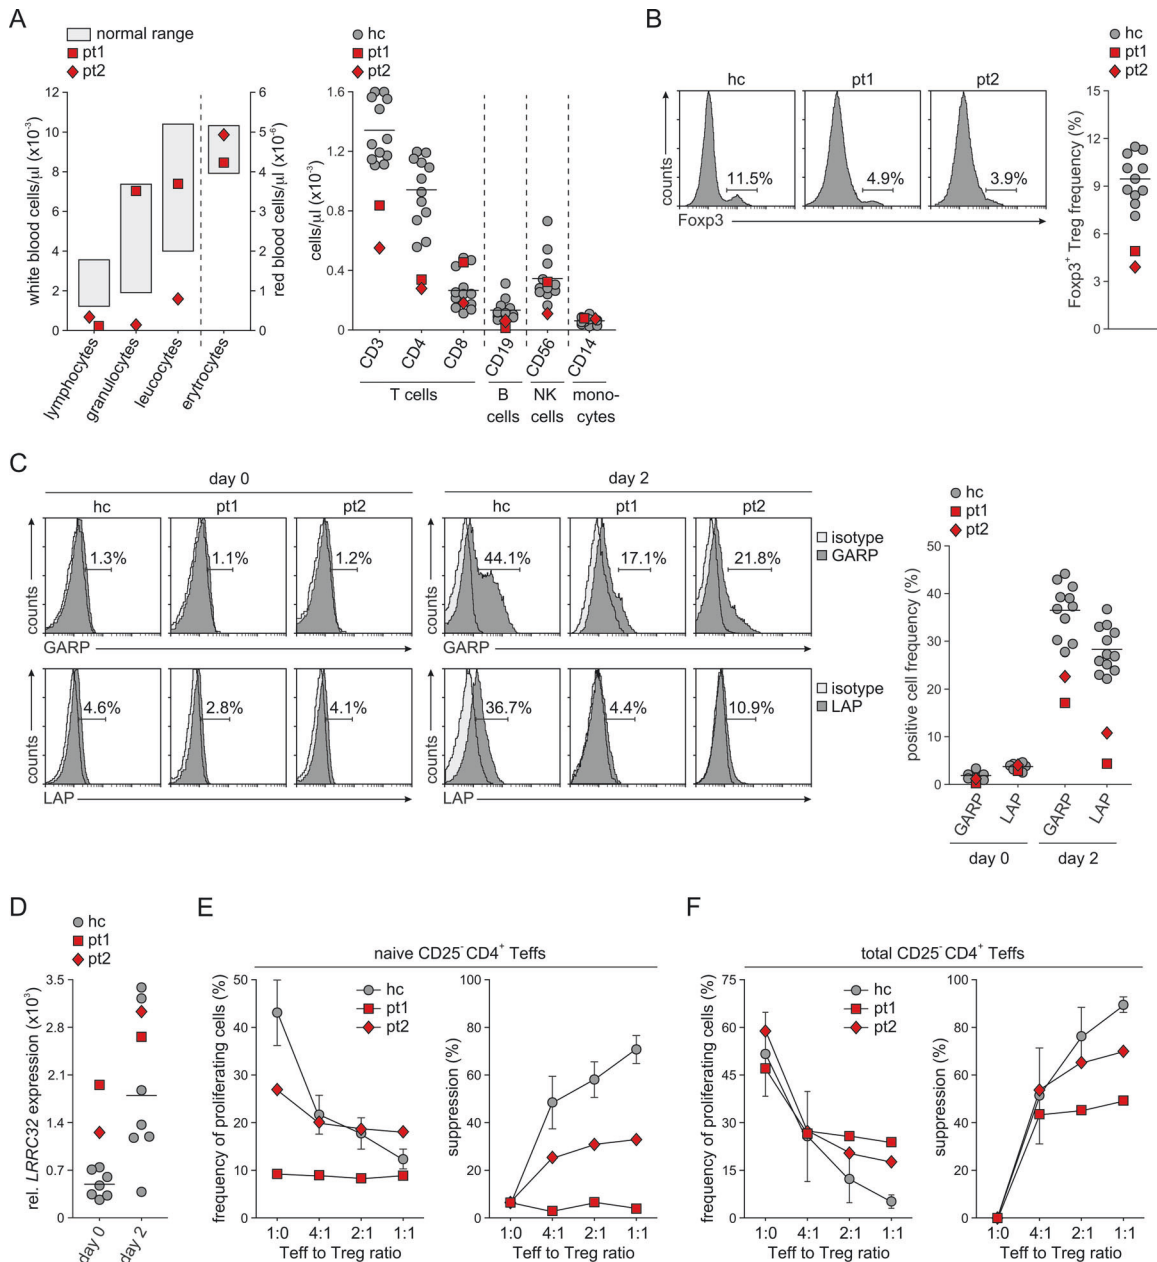 A
normal range
pt1
pt2
white blood cells/µl (x10⁻³)
12
10
8
6
4
2
0
6
5
4
3
2
1
0
red blood cells/µl (x10⁻⁶)
lymphocytes
granulocytes
leucocytes
erytrocytes
hc
pt1
pt2
cells/µl (x10⁻³)
1.6
1.2
0.6
0
CD3
CD4
CD8
CD19
CD56
CD14
T cells
B
cells
NK
cells
mono-
cytes
B
hc
pt1
pt2
counts
11.5%
4.9%
3.9%
Foxp3
hc
pt1
pt2
Foxp3⁺ Treg frequency (%)
15
12
9
6
3
0
C
day 0
day 2
hc
pt1
pt2
hc
pt1
pt2
counts
1.3%
1.1%
1.2%
GARP
counts
44.1%
17.1%
21.8%
GARP
isotype
GARP
counts
4.6%
2.8%
4.1%
LAP
counts
36.7%
4.4%
10.9%
LAP
isotype
LAP
hc
pt1
pt2
positive cell frequency (%)
50
40
30
20
10
0
GARP
LAP
GARP
LAP
day 0
day 2
D
hc
pt1
pt2
rel. LRRC32 expression (x10³)
3.5
2.8
2.1
1.4
0.7
0
day 0
day 2
E
naive CD25⁻CD4⁺ Teffs
frequency of proliferating cells (%)
50
40
30
20
10
0
hc
pt1
pt2
1:0
4:1
2:1
1:1
Teff to Treg ratio
suppression (%)
100
80
60
40
20
0
1:0
4:1
2:1
1:1
Teff to Treg ratio
F
total CD25⁻CD4⁺ Teffs
frequency of proliferating cells (%)
75
60
45
30
15
0
hc
pt1
pt2
1:0
4:1
2:1
1:1
Teff to Treg ratio
suppression (%)
100
80
60
40
20
0
1:0
4:1
2:1
1:1
Teff to Treg ratio